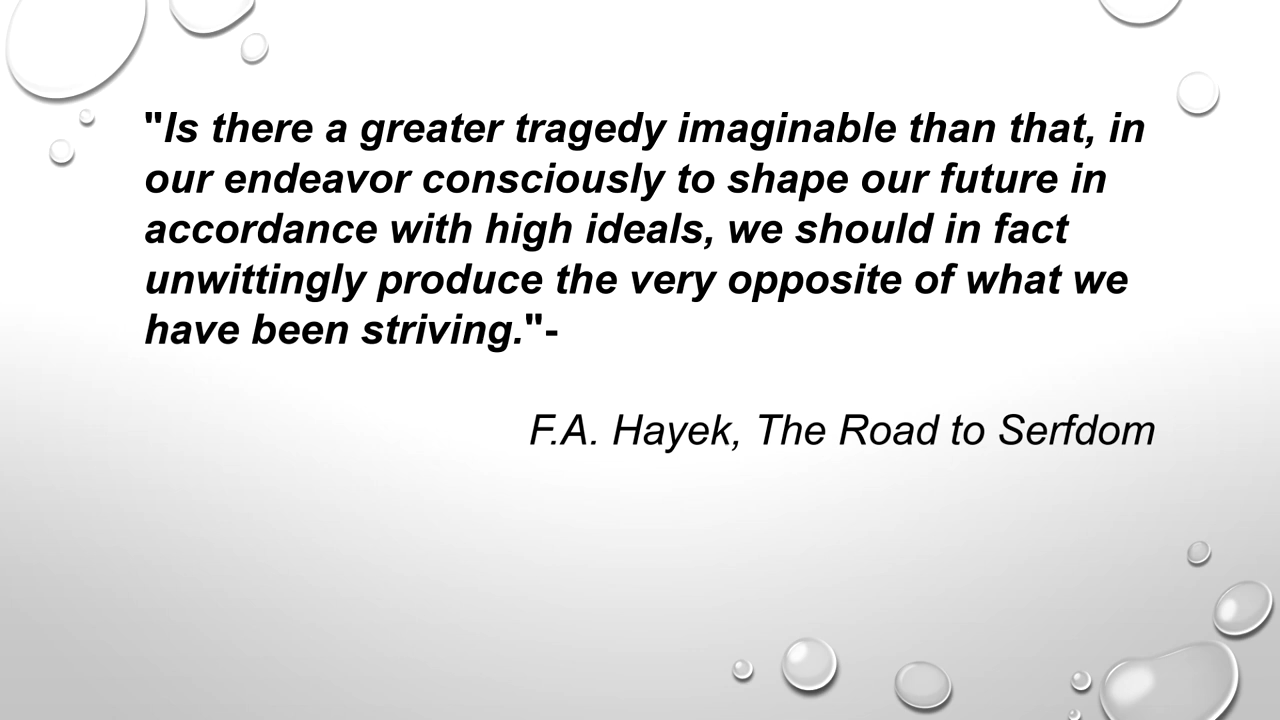 "Is there a greater tragedy imaginable than that, in
our endeavor consciously to shape our future in
accordance with high ideals, we should in fact
unwittingly produce the very opposite of what we
have been striving."-
F.A. Hayek, The Road to Serfdom